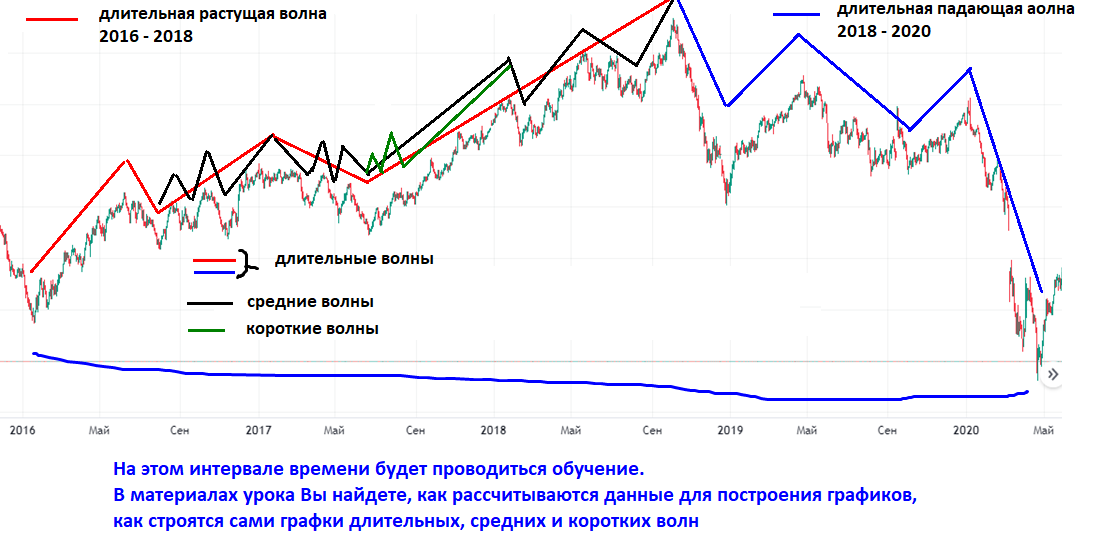 длительная растущая волна
2016 - 2018
длительная падающая аолна
2018 - 2020
длительные волны
средние волны
короткие волны
2016 Май Сен 2017 Май Сен 2018 Май Сен 2019 Май Сен 2020 Май
На этом интервале времени будет проводиться обучение.
В материалах урока Вы найдете, как рассчитываются данные для построения графиков,
как строятся сами графки длительных, средних и коротких волн